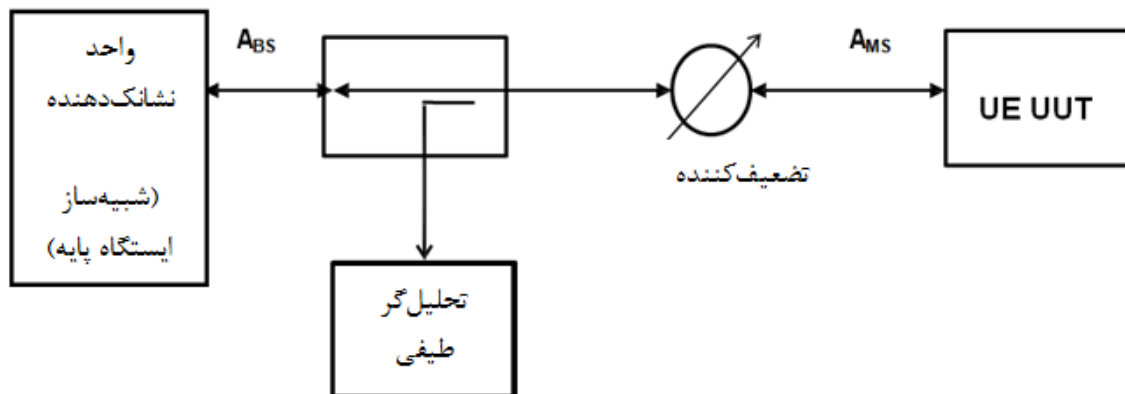 واحد
نشانک‌دهنده
(شبیه‌ساز
ایستگاه پایه)
ABS
AMS
UE UUT
تضعیف‌کننده
تحلیل‌گر
طیفی